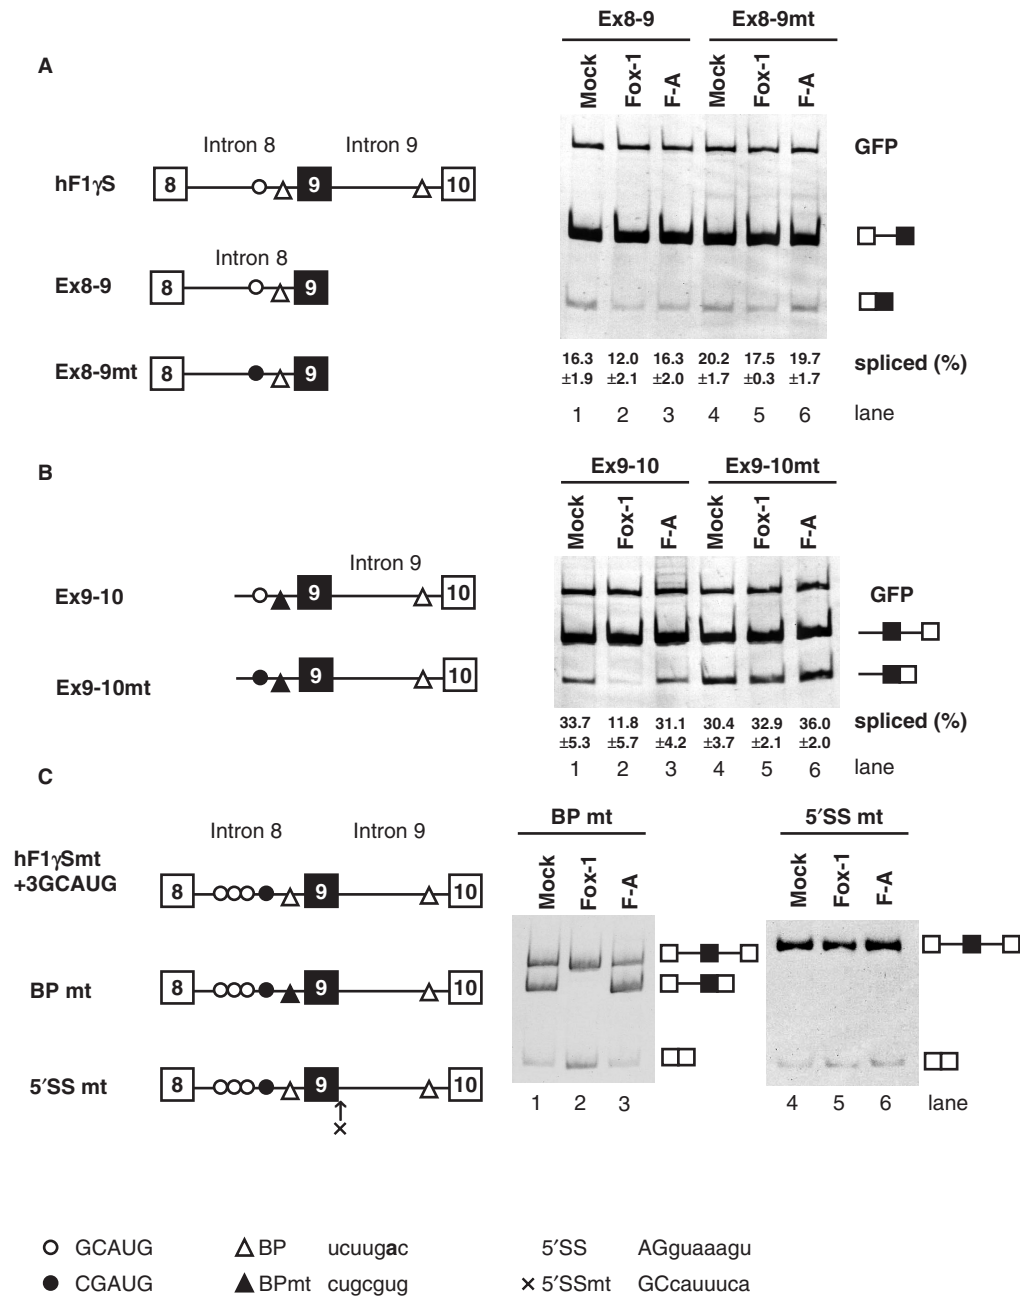 A
Ex8-9 Ex8-9mt
Mock Fox-1 F-A Mock Fox-1 F-A
Intron 8 Intron 9
hF1γS 8 9 10
GFP
Intron 8
Ex8-9 8 9
Ex8-9mt 8 9
16.3 12.0 16.3 20.2 17.5 19.7 spliced (%)
±1.9 ±2.1 ±2.0 ±1.7 ±0.3 ±1.7
1 2 3 4 5 6 lane
B
Ex9-10 Ex9-10mt
Mock Fox-1 F-A Mock Fox-1 F-A
Intron 9
Ex9-10 9 10
GFP
Ex9-10mt 9 10
33.7 11.8 31.1 30.4 32.9 36.0 spliced (%)
±5.3 ±5.7 ±4.2 ±3.7 ±2.1 ±2.0
1 2 3 4 5 6 lane
C
BP mt 5′SS mt
Mock Fox-1 F-A Mock Fox-1 F-A
Intron 8 Intron 9
hF1γSmt
+3GCAUG 8 9 10
BP mt 8 9 10
5′SS mt 8 9 10
×
1 2 3 4 5 6 lane
GCAUG BP ucuugac 5′SS AGguaaagu
CGAUG BPmt cugcgug × 5′SSmt GCcauuuca